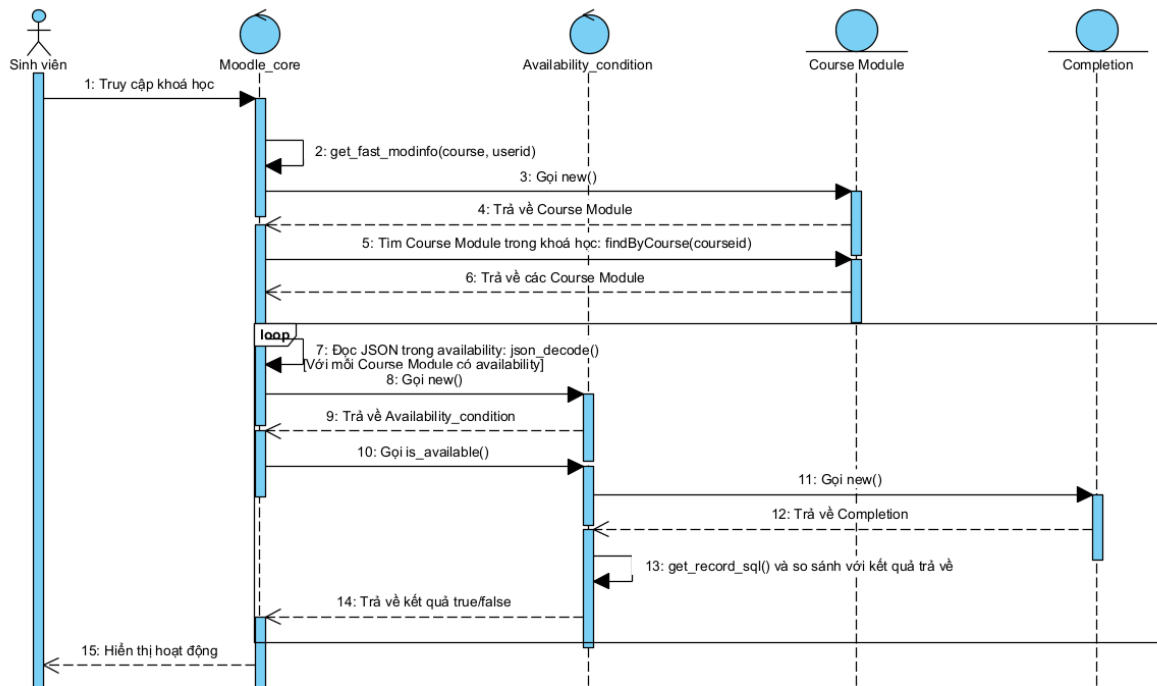 Sinh viên
Moodle_core
Availability_condition
Course Module
Completion
1: Truy cập khoá học
2: get_fast_modinfo(course, userid)
3: Gọi new()
4: Trả về Course Module
5: Tìm Course Module trong khoá học: findByCourse(courseid)
6: Trả về các Course Module
loop
7: Đọc JSON trong availability: json_decode()
[Với mỗi Course Module có availability]
8: Gọi new()
9: Trả về Availability_condition
10: Gọi is_available()
11: Gọi new()
12: Trả về Completion
13: get_record_sql() và so sánh với kết quả trả về
14: Trả về kết quả true/false
15: Hiển thị hoạt động